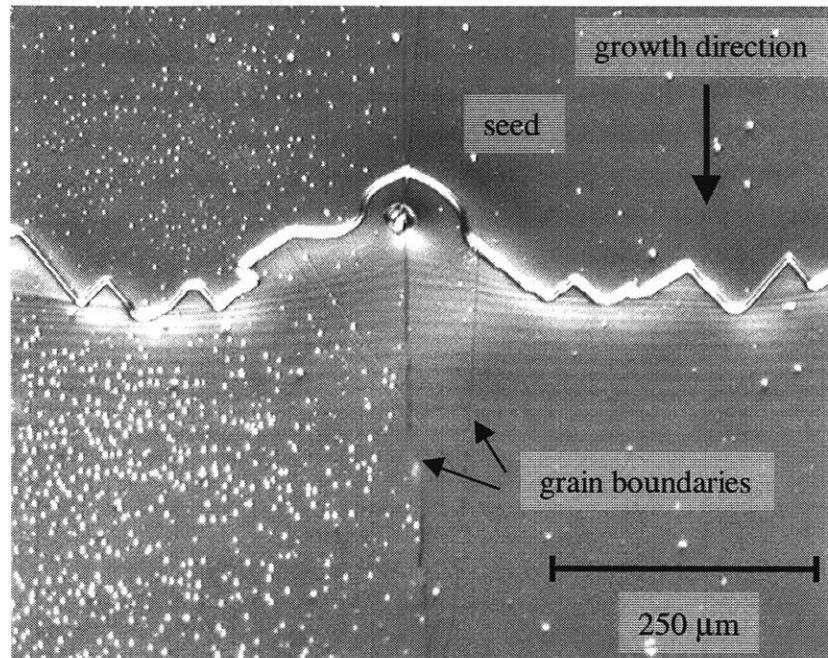 growth direction
seed
grain boundaries
250 μm